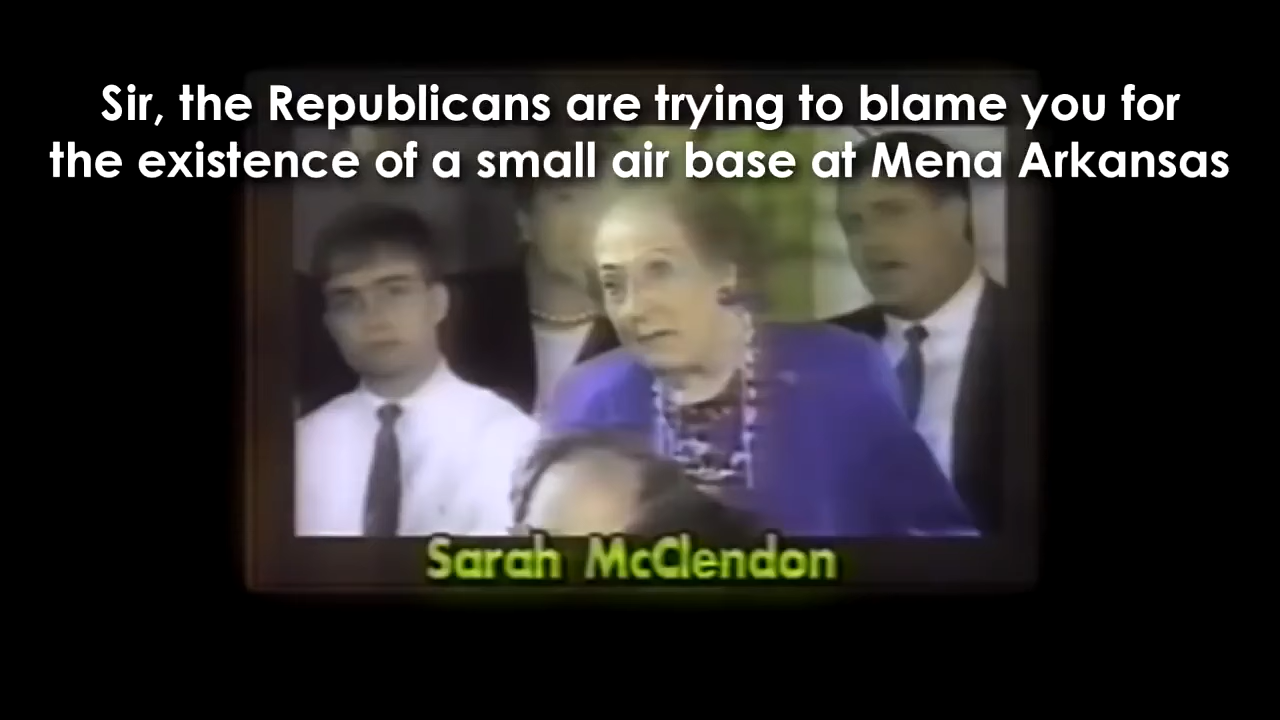 Sir, the Republicans are trying to blame you for
the existence of a small air base at Mena Arkansas
Sarah McClendon